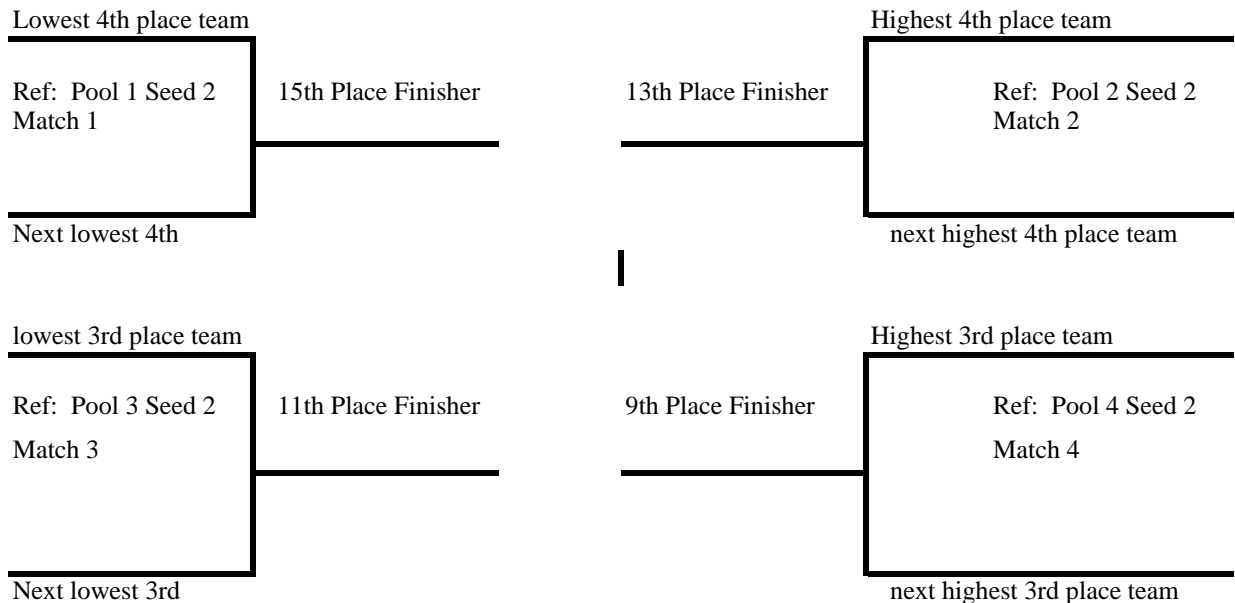 Lowest 4th place team
Highest 4th place team
Ref: Pool 1 Seed 2
Match 1
15th Place Finisher
13th Place Finisher
Ref: Pool 2 Seed 2
Match 2
Next lowest 4th
next highest 4th place team
lowest 3rd place team
Highest 3rd place team
Ref: Pool 3 Seed 2
Match 3
11th Place Finisher
9th Place Finisher
Ref: Pool 4 Seed 2
Match 4
Next lowest 3rd
next highest 3rd place team